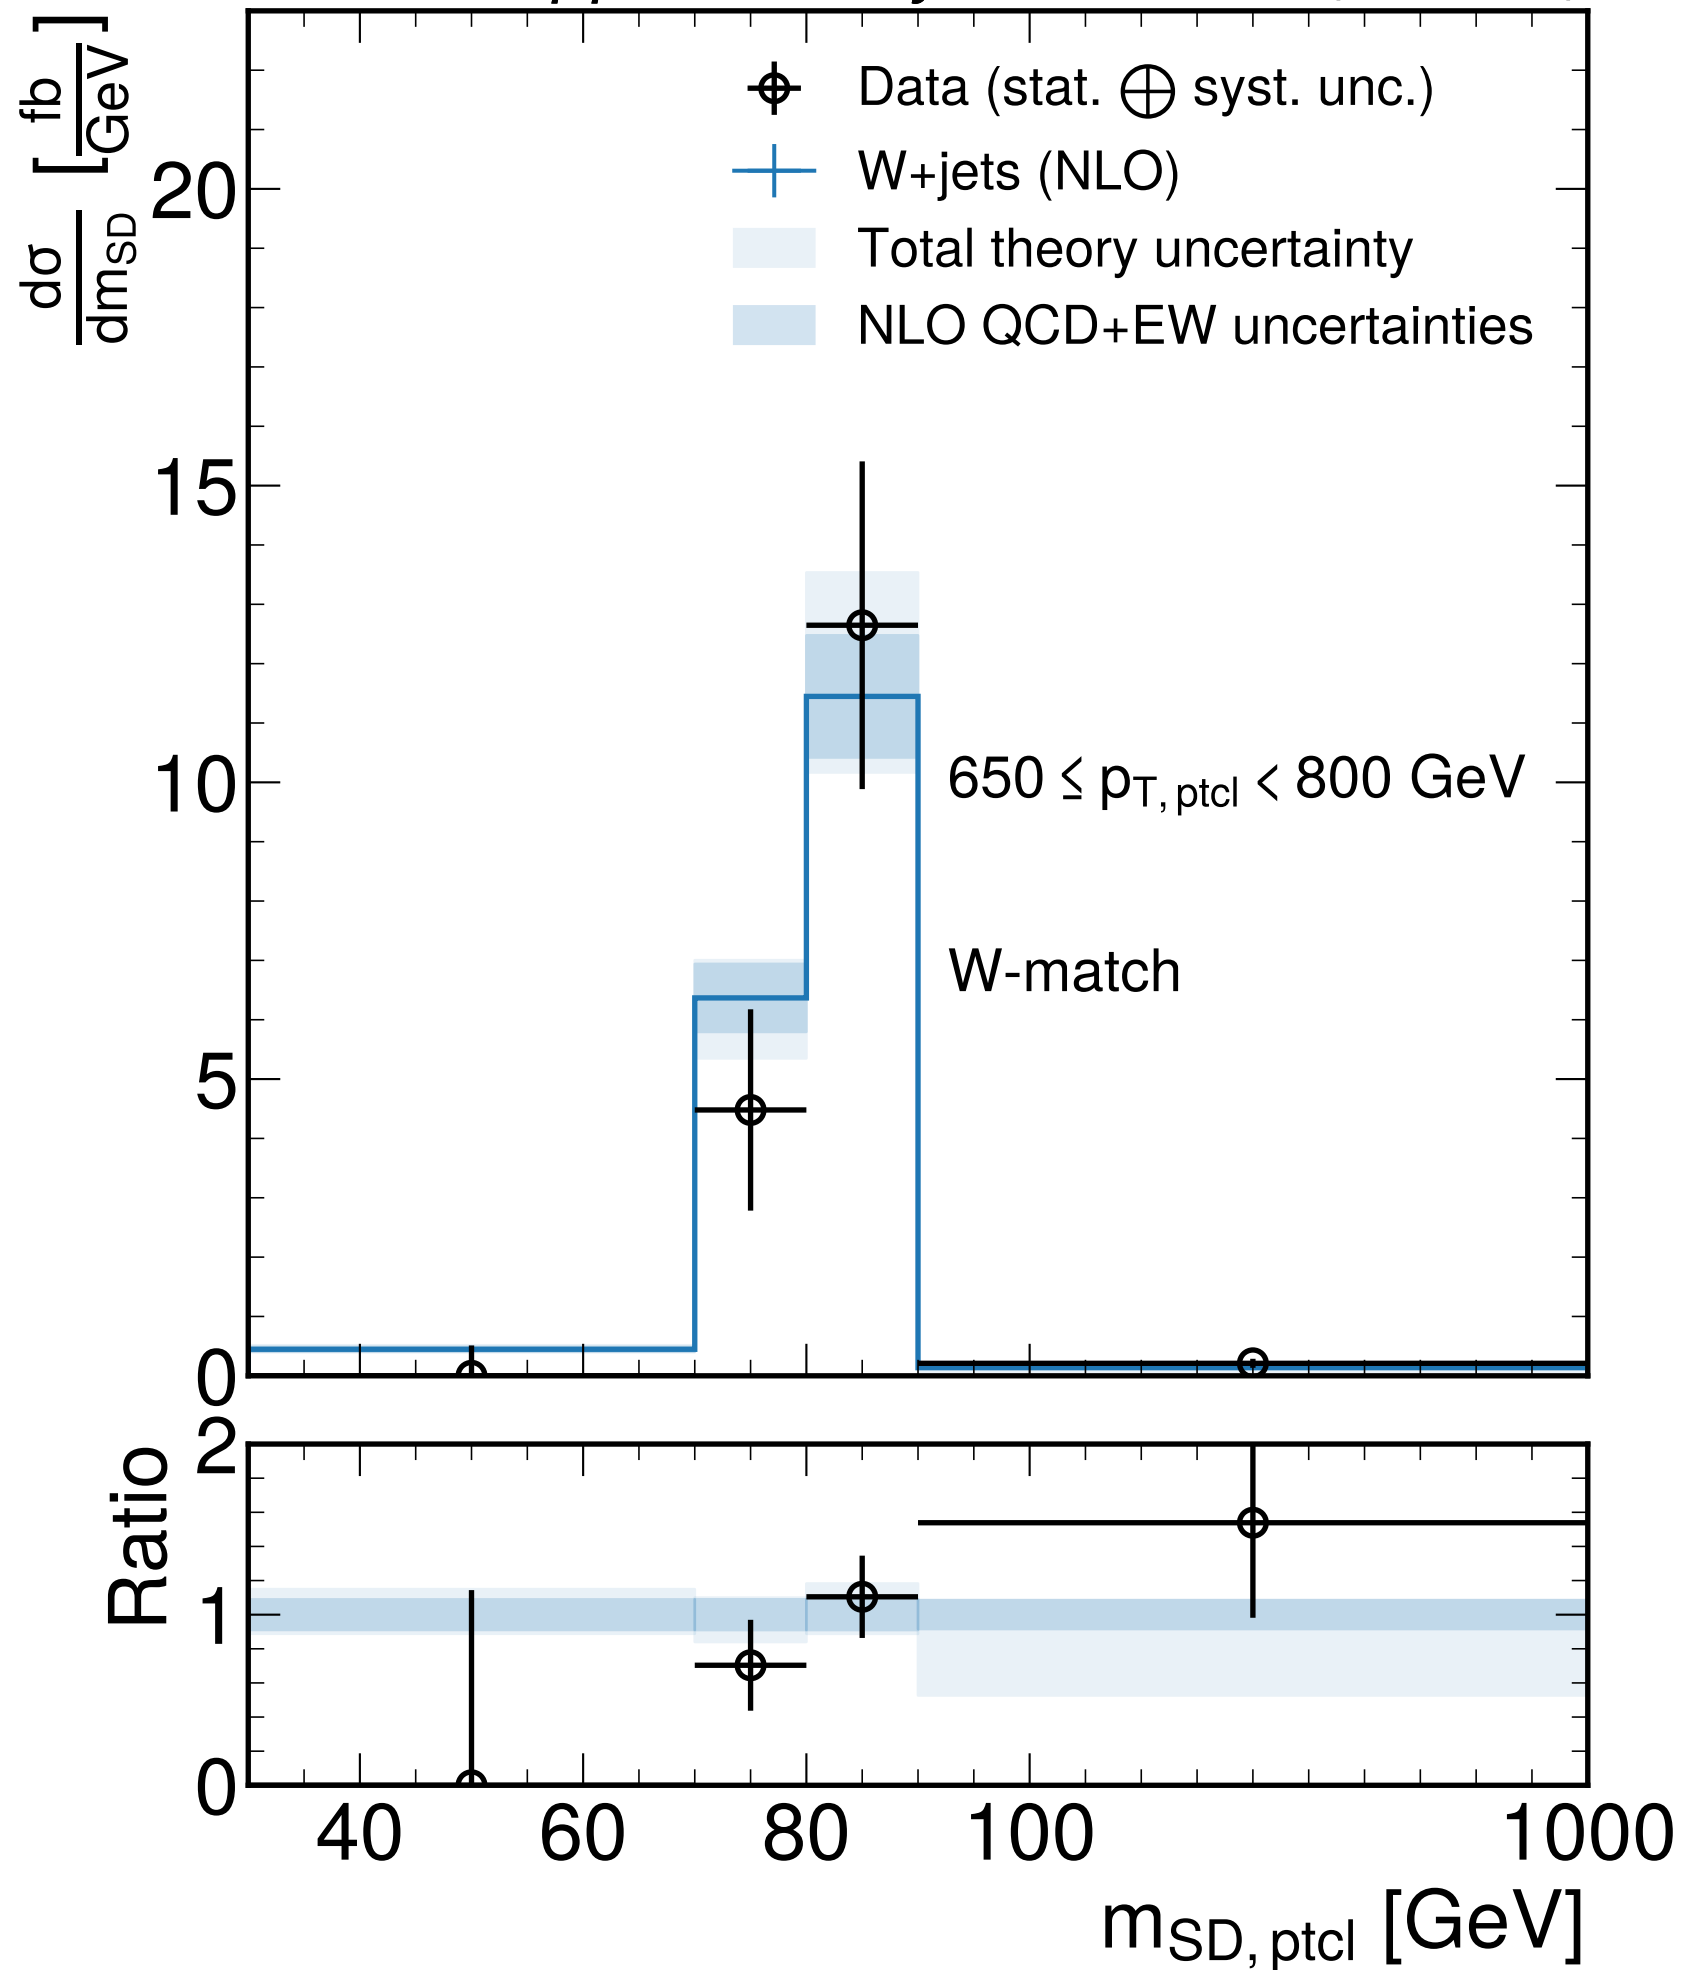 dσ/dm_SD [fb/GeV]
Data (stat. ⊕ syst. unc.)
W+jets (NLO)
Total theory uncertainty
NLO QCD+EW uncertainties
20
15
10
5
0
650 ≤ p_T, ptcl < 800 GeV
W-match
Ratio
2
1
0
40 60 80 100 1000
m_SD, ptcl [GeV]